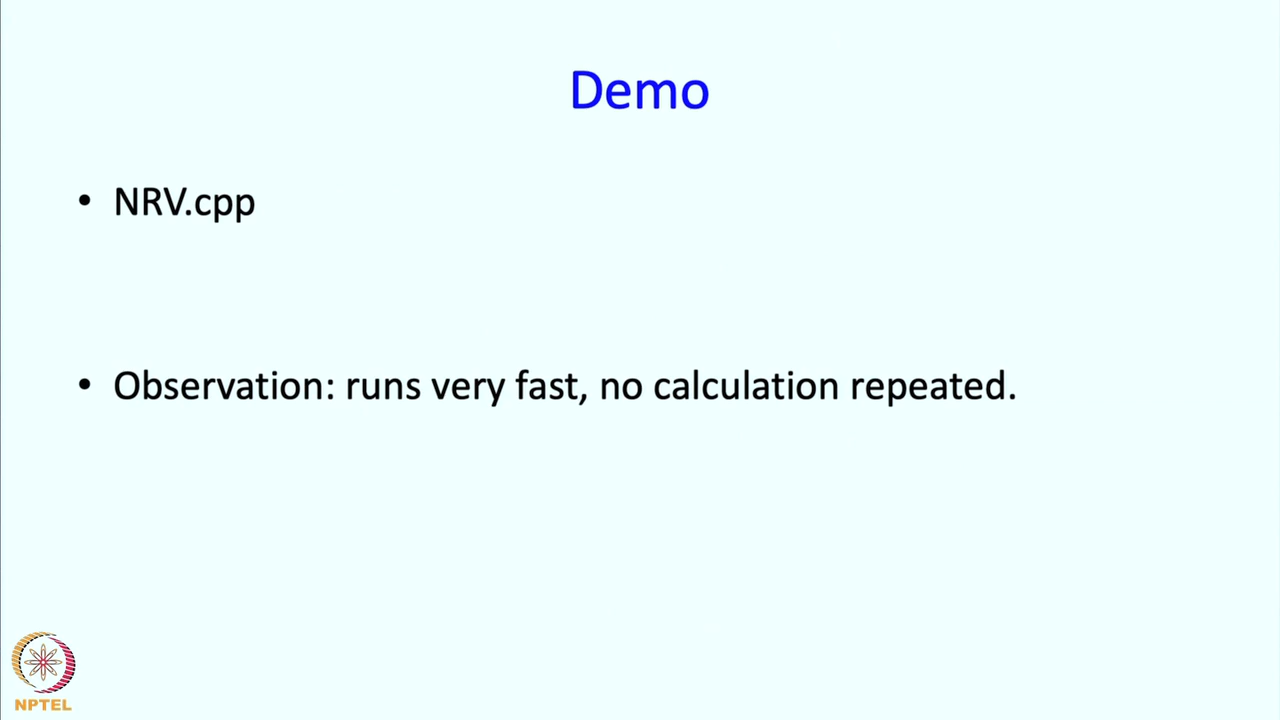 Demo
• NRV.cpp
• Observation: runs very fast, no calculation repeated.
NPTEL